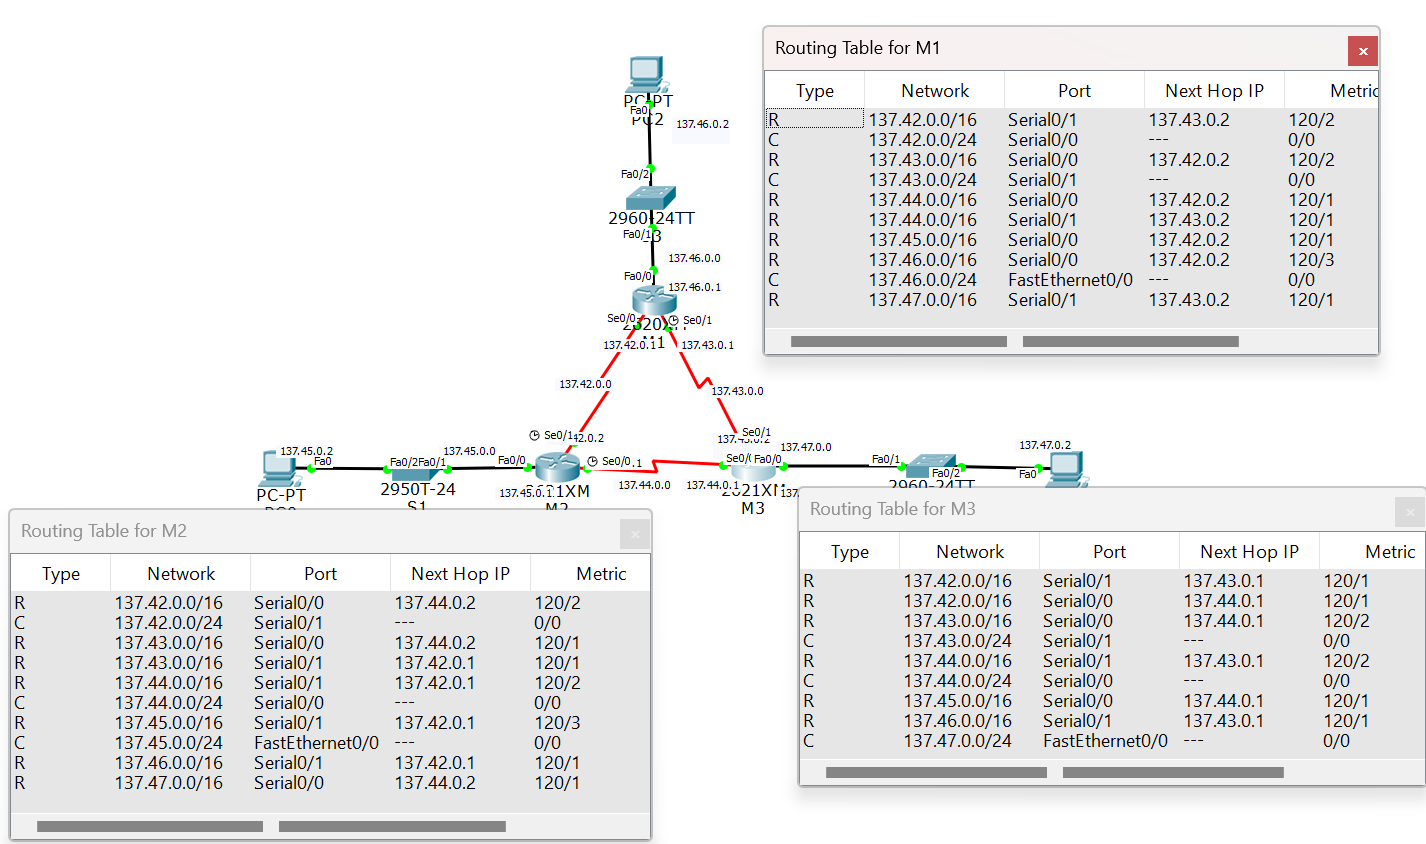 Routing Table for M1
Type Network Port Next Hop IP Metric
R 137.42.0.0/16 Serial0/1 137.43.0.2 120/2
C 137.42.0.0/24 Serial0/0 --- 0/0
R 137.43.0.0/16 Serial0/0 137.42.0.2 120/2
C 137.43.0.0/24 Serial0/1 --- 0/0
R 137.44.0.0/16 Serial0/0 137.42.0.2 120/1
R 137.44.0.0/16 Serial0/1 137.43.0.2 120/1
R 137.45.0.0/16 Serial0/0 137.42.0.2 120/1
R 137.46.0.0/16 Serial0/0 137.42.0.2 120/3
C 137.46.0.0/24 FastEthernet0/0 --- 0/0
R 137.47.0.0/16 Serial0/1 137.43.0.2 120/1
PC-PT
Fa0
PC2
137.46.0.2
Fa0/2
2960-24TT
Fa0/1
137.46.0.0
Fa0/0
137.46.0.1
Se0/0
Se0/1
M1
137.42.0.1
137.43.0.1
137.42.0.0
137.43.0.0
Se0/1
Se0/1
137.45.0.2
Fa0
PC-PT
137.45.0.0
Fa0/2
Fa0/1
2950T-24
S1
Fa0/0
137.45.0.1
M2
Se0/0
137.44.0.0
137.44.0.1
Fa0/0
M3
137.47.0.0
Fa0/1
2960-24TT
Fa0/2
137.47.0.2
Fa0
Routing Table for M2
Type Network Port Next Hop IP Metric
R 137.42.0.0/16 Serial0/0 137.44.0.2 120/2
C 137.42.0.0/24 Serial0/1 --- 0/0
R 137.43.0.0/16 Serial0/0 137.44.0.2 120/1
R 137.43.0.0/16 Serial0/1 137.42.0.1 120/1
R 137.44.0.0/16 Serial0/1 137.42.0.1 120/2
C 137.44.0.0/24 Serial0/0 --- 0/0
R 137.45.0.0/16 Serial0/1 137.42.0.1 120/3
C 137.45.0.0/24 FastEthernet0/0 --- 0/0
R 137.46.0.0/16 Serial0/1 137.42.0.1 120/1
R 137.47.0.0/16 Serial0/0 137.44.0.2 120/1
Routing Table for M3
Type Network Port Next Hop IP Metric
R 137.42.0.0/16 Serial0/1 137.43.0.1 120/1
R 137.42.0.0/16 Serial0/0 137.44.0.1 120/1
R 137.43.0.0/16 Serial0/0 137.44.0.1 120/2
C 137.43.0.0/24 Serial0/1 --- 0/0
R 137.44.0.0/16 Serial0/1 137.43.0.1 120/2
C 137.44.0.0/24 Serial0/0 --- 0/0
R 137.45.0.0/16 Serial0/0 137.44.0.1 120/1
R 137.46.0.0/16 Serial0/1 137.43.0.1 120/1
C 137.47.0.0/24 FastEthernet0/0 --- 0/0